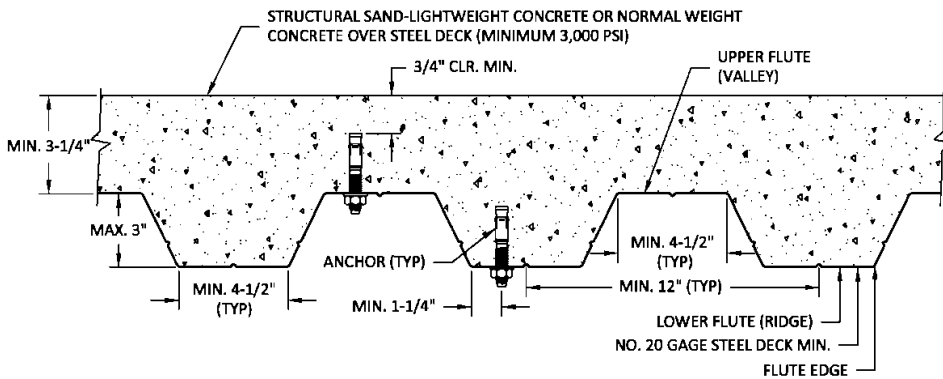 STRUCTURAL SAND-LIGHTWEIGHT CONCRETE OR NORMAL WEIGHT
CONCRETE OVER STEEL DECK (MINIMUM 3,000 PSI)
3/4" CLR. MIN.
UPPER FLUTE
(VALLEY)
MIN. 3-1/4"
MAX. 3"
ANCHOR (TYP)
MIN. 4-1/2"
(TYP)
MIN. 4-1/2"
(TYP)
MIN. 12" (TYP)
MIN. 1-1/4"
LOWER FLUTE (RIDGE)
NO. 20 GAGE STEEL DECK MIN.
FLUTE EDGE